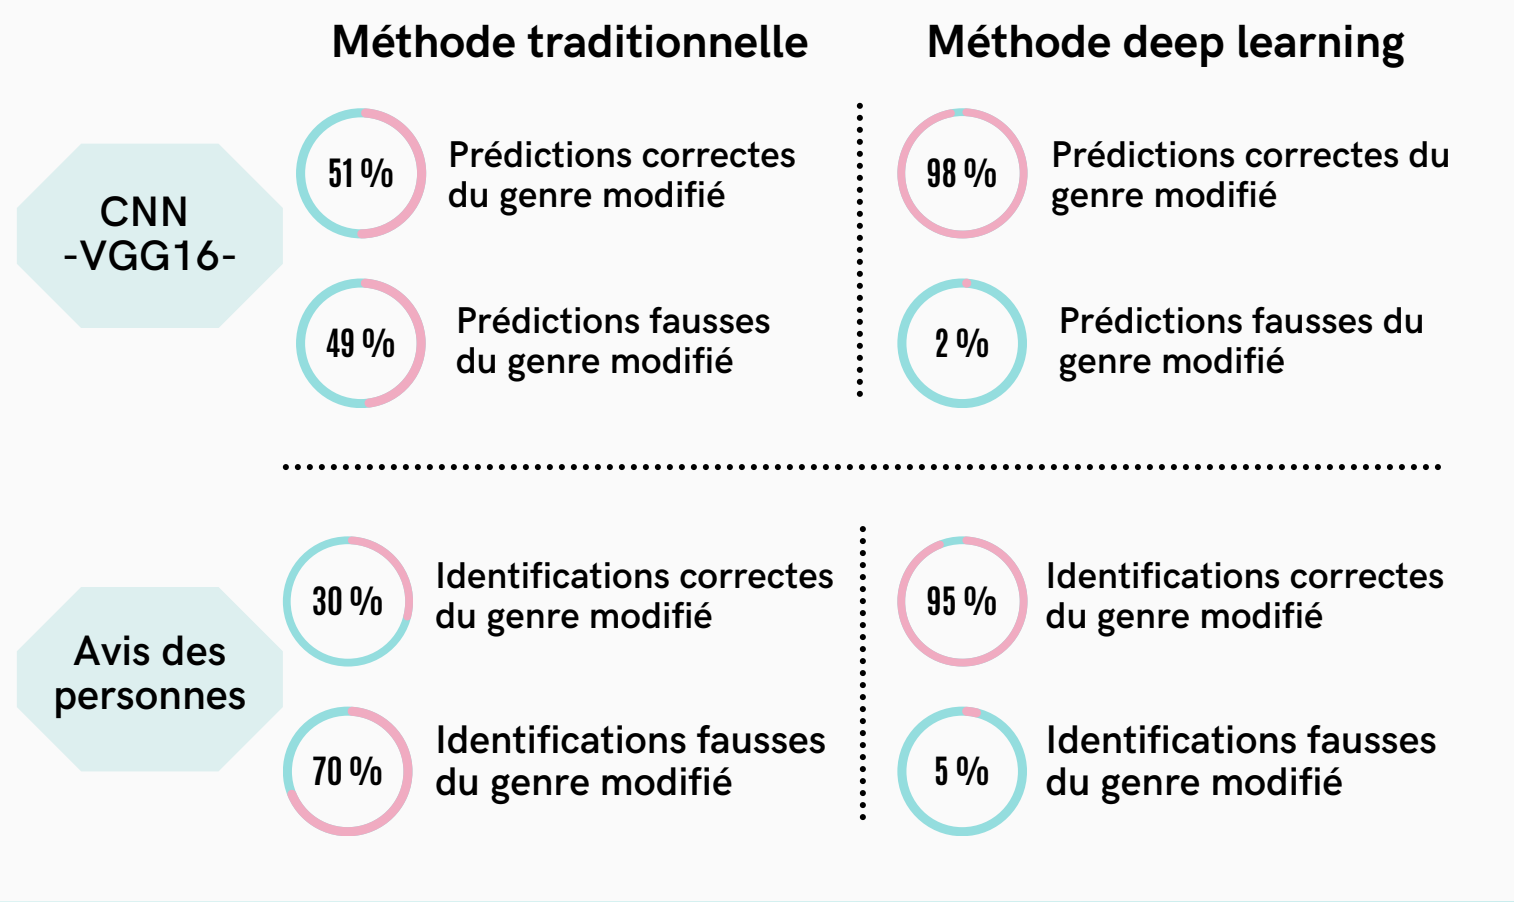 Méthode traditionnelle
Méthode deep learning
CNN
-VGG16-
51 %
Prédictions correctes
du genre modifié
98 %
Prédictions correctes du
genre modifié
49 %
Prédictions fausses
du genre modifié
2 %
Prédictions fausses du
genre modifié
Avis des
personnes
30 %
Identifications correctes
du genre modifié
95 %
Identifications correctes
du genre modifié
70 %
Identifications fausses
du genre modifié
5 %
Identifications fausses
du genre modifié